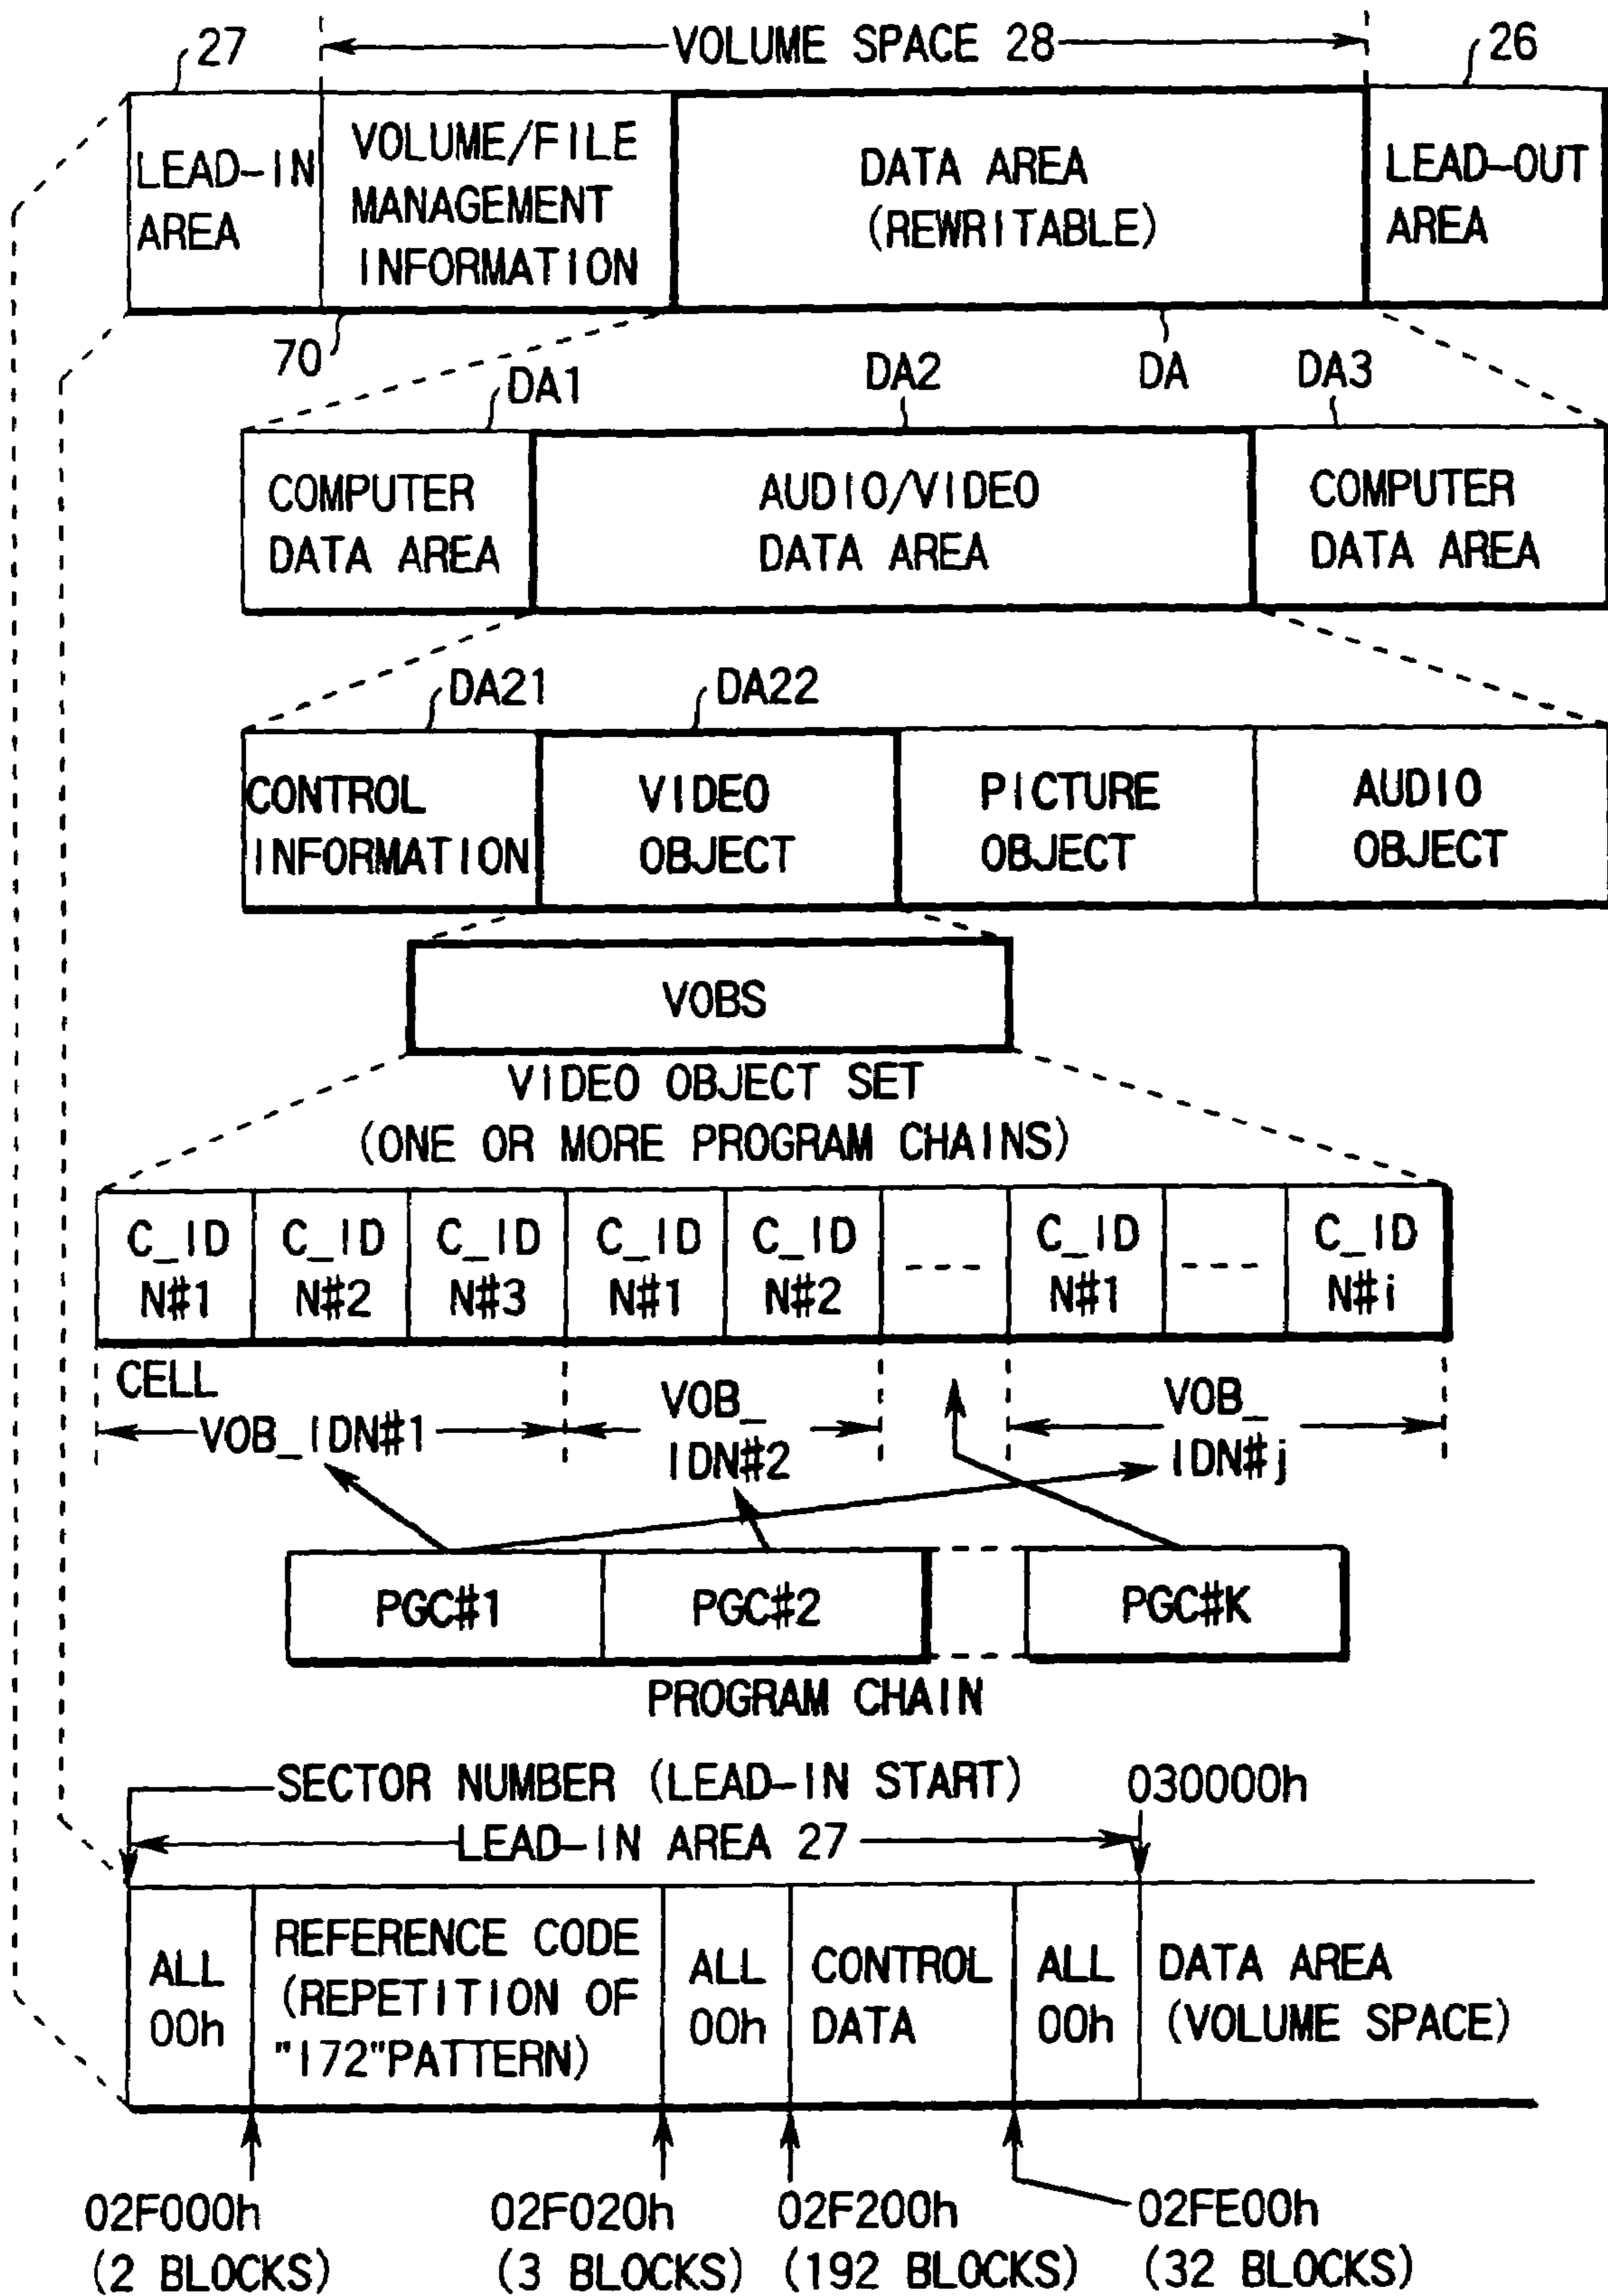 27
VOLUME SPACE 28
26
LEAD-IN
AREA
VOLUME/FILE
MANAGEMENT
INFORMATION
DATA AREA
(REWRITABLE)
LEAD-OUT
AREA
70
DA1
DA2
DA
DA3
COMPUTER
DATA AREA
AUDIO/VIDEO
DATA AREA
COMPUTER
DATA AREA
DA21
DA22
CONTROL
INFORMATION
VIDEO
OBJECT
PICTURE
OBJECT
AUDIO
OBJECT
VOBS
VIDEO OBJECT SET
(ONE OR MORE PROGRAM CHAINS)
C_ID
N#1
C_ID
N#2
C_ID
N#3
C_ID
N#1
C_ID
N#2
----
C_ID
N#1
----
C_ID
N#i
CELL
VOB_IDN#1
VOB_
IDN#2
VOB_
IDN#j
PGC#1
PGC#2
PGC#K
PROGRAM CHAIN
SECTOR NUMBER (LEAD-IN START)
030000h
LEAD-IN AREA 27
ALL
00h
REFERENCE CODE
(REPETITION OF
"172"PATTERN)
ALL
00h
CONTROL
DATA
ALL
00h
DATA AREA
(VOLUME SPACE)
02F000h
(2 BLOCKS)
02F020h
(3 BLOCKS)
02F200h
(192 BLOCKS)
02FE00h
(32 BLOCKS)